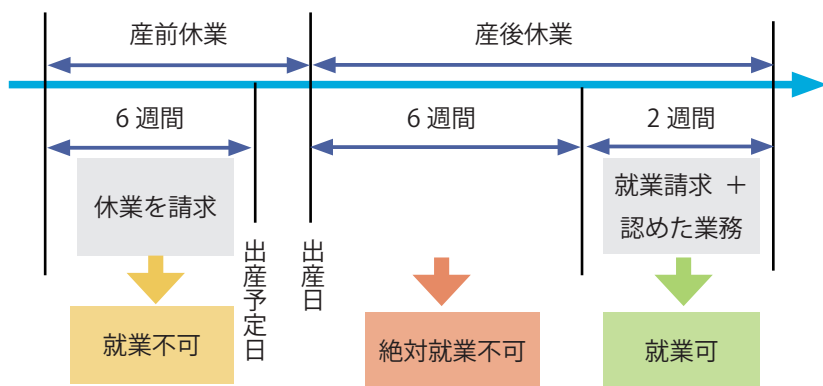 産前休業
産後休業
6 週間
6 週間
2 週間
休業を請求
就業請求 ＋
認めた業務
出産予定日
出産日
就業不可
絶対就業不可
就業可